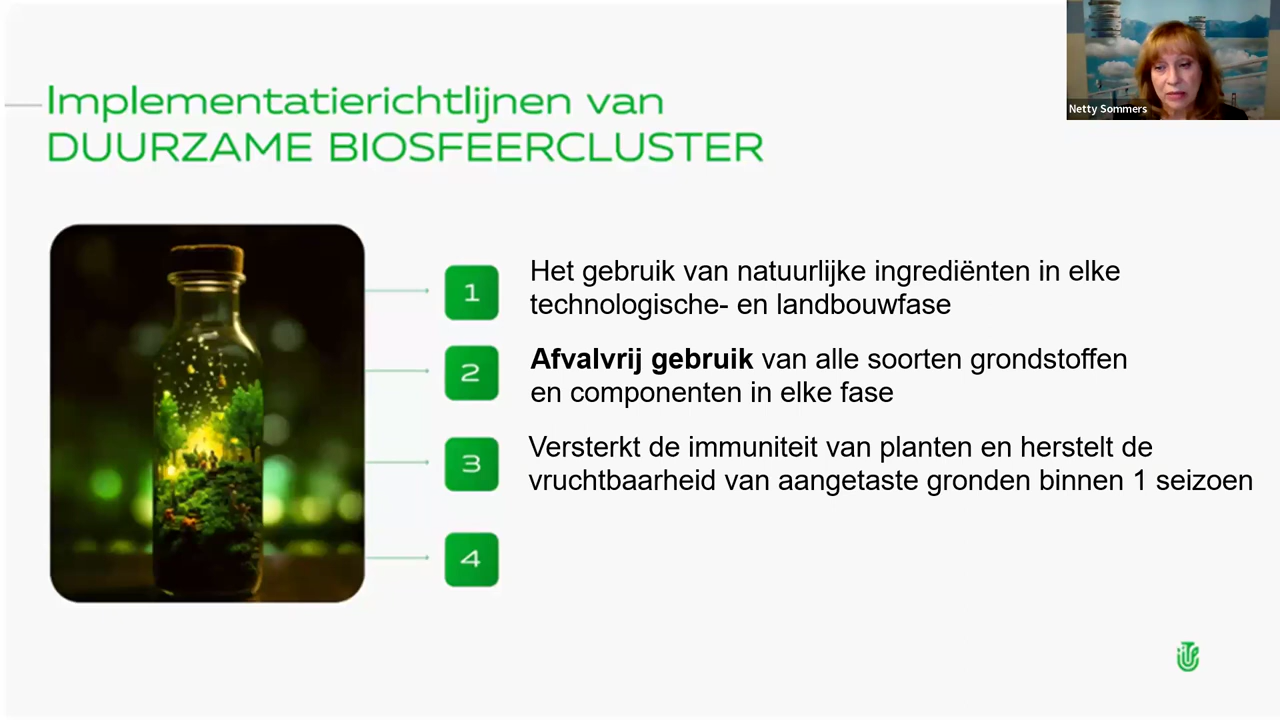 Netty Sommers
Implementatierichtlijnen van
DUURZAME BIOSFEERCLUSTER
1
Het gebruik van natuurlijke ingrediënten in elke
technologische- en landbouwfase
2
Afvalvrij gebruik van alle soorten grondstoffen
en componenten in elke fase
3
Versterkt de immuniteit van planten en herstelt de
vruchtbaarheid van aangetaste gronden binnen 1 seizoen
4